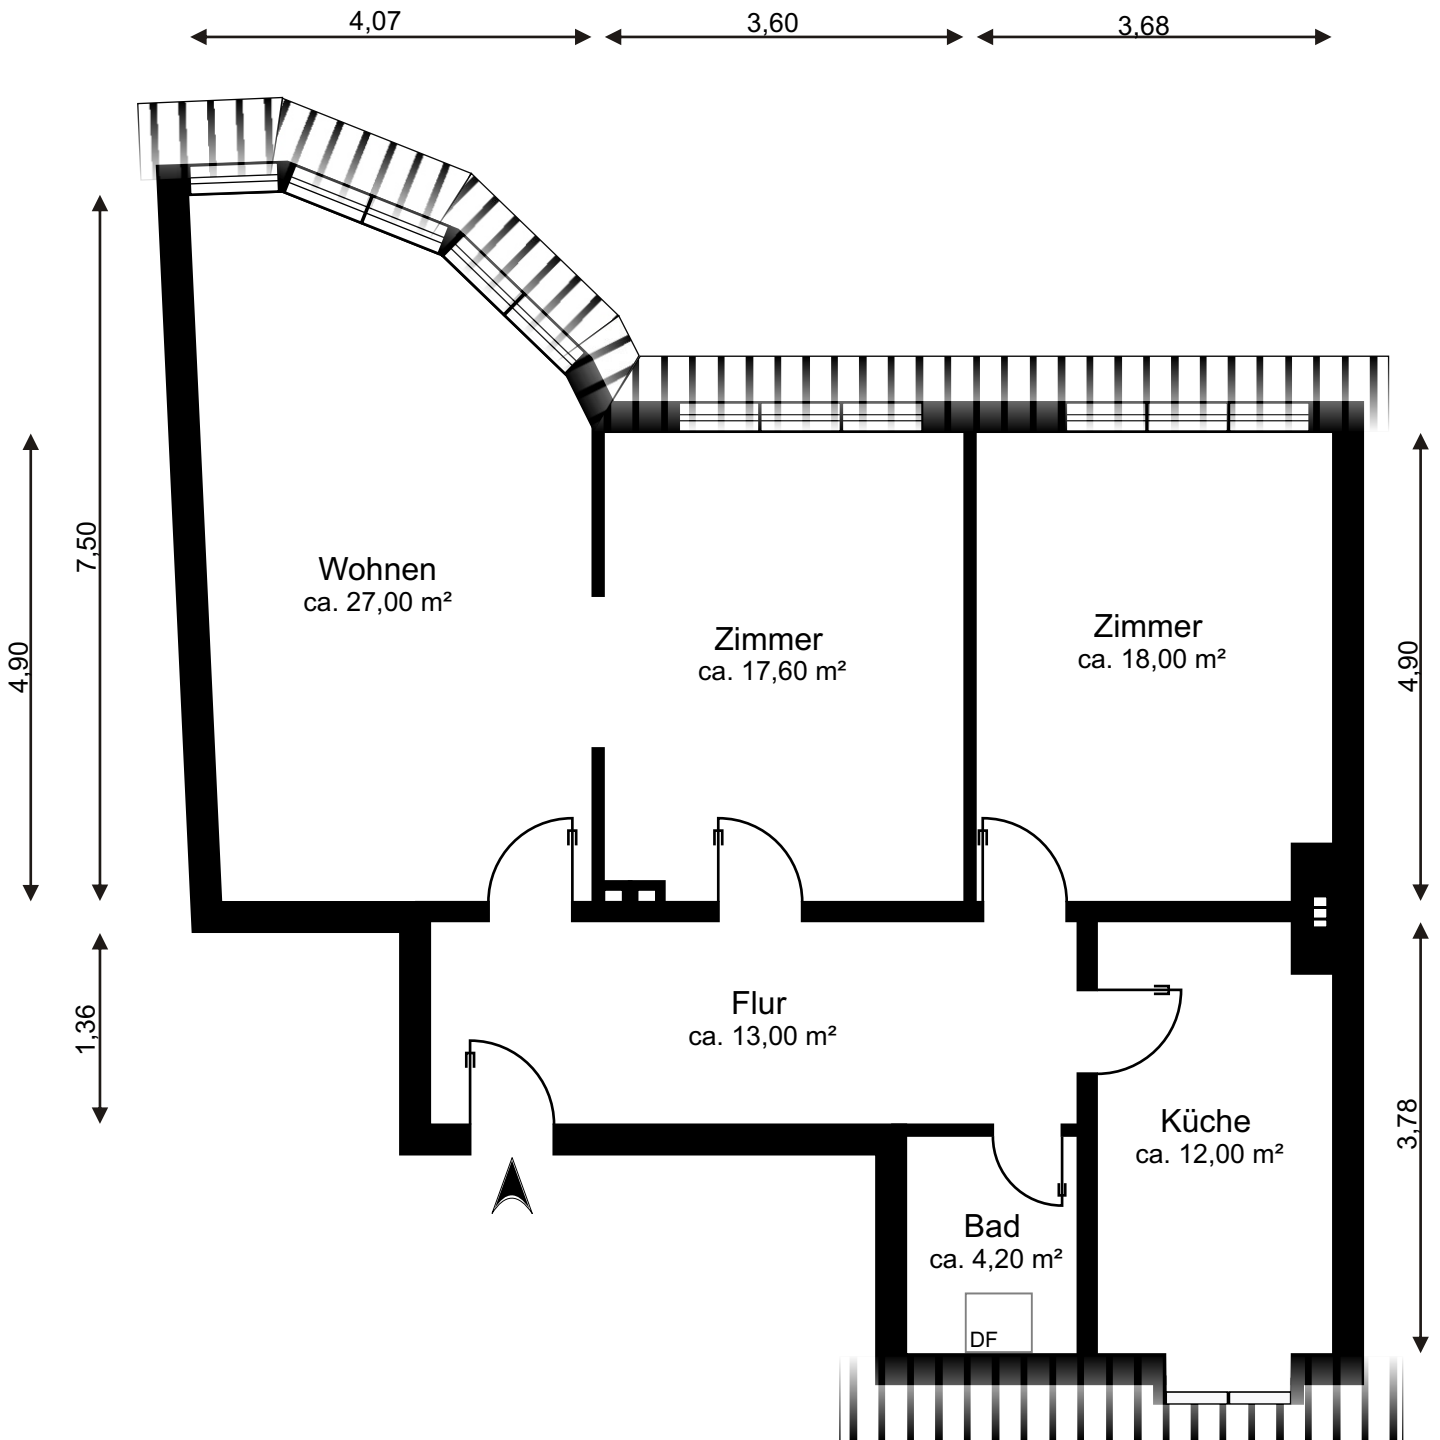 4,07
3,60
3,68
7,50
4,90
4,90
Wohnen
ca. 27,00 m²
Zimmer
ca. 17,60 m²
Zimmer
ca. 18,00 m²
1,36
Flur
ca. 13,00 m²
3,78
Küche
ca. 12,00 m²
Bad
ca. 4,20 m²
DF